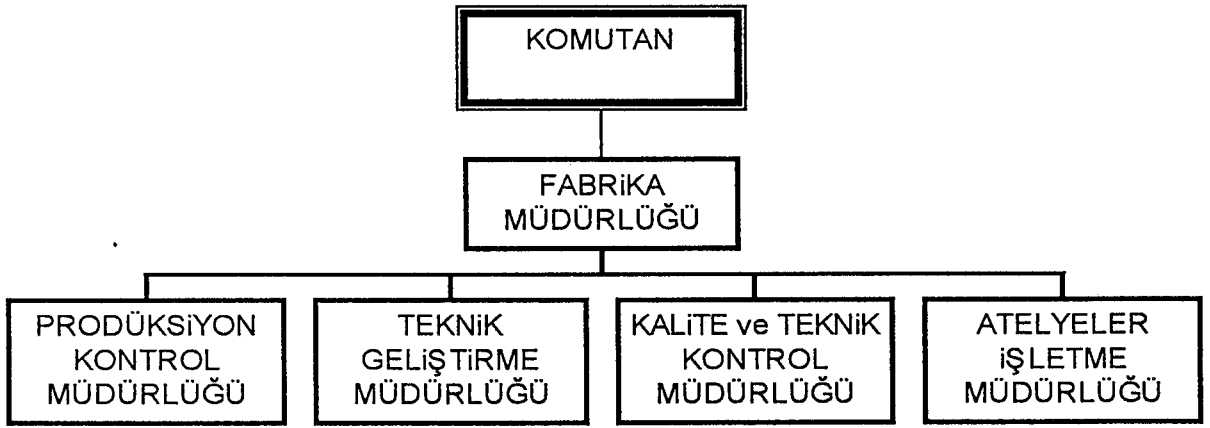 KOMUTAN
FABRiKA
MÜDÜRLÜĞÜ
PRODÜKSiYON
KONTROL
MÜDÜRLÜĞÜ
TEKNiK
GELiŞTiRME
MÜDÜRLÜĞÜ
KALiTE ve TEKNiK
KONTROL
MÜDÜRLÜĞÜ
ATELYELER
iŞLETME
MÜDÜRLÜĞÜ